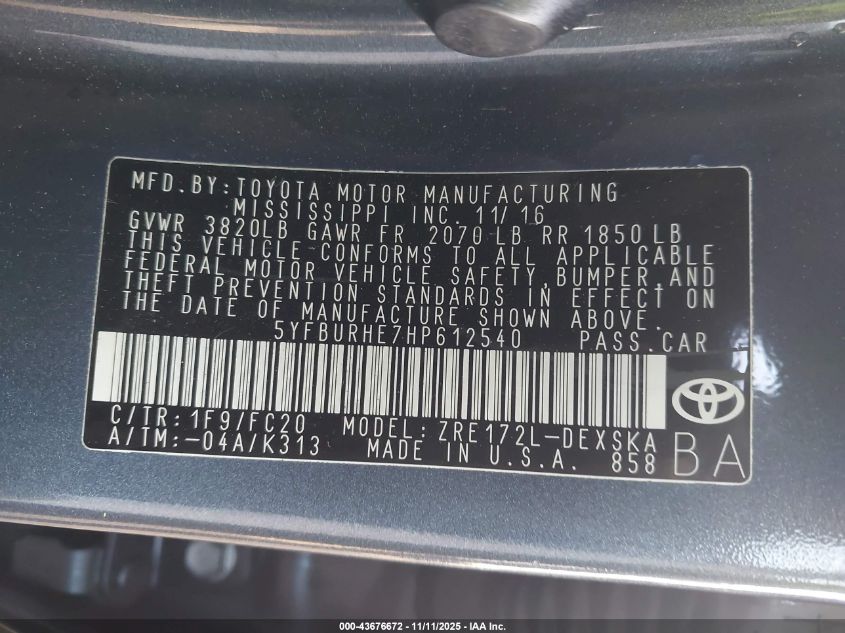 MFD.BY:TOYOTA MOTOR MANUFACTURING
MISSISSIPPI INC. 11/16
GVWR 3820LB GAWR FR 2070 LB RR 1850 LB
THIS VEHICLE CONFORMS TO ALL APPLICABLE
FEDERAL MOTOR VEHICLE SAFETY,BUMPER,AND
THEFT PREVENTION STANDARDS IN EFFECT ON
THE DATE OF MANUFACTURE SHOWN ABOVE.
5YFBURHE7HP612540 PASS.CAR
C/TR:1F97/FC20 MODEL:ZRE172L-DEXSKA
A/TM:-04A/K313 MADE IN U.S.A. 858 BA
000-43676672 - 11/11/2025 - IAA Inc.